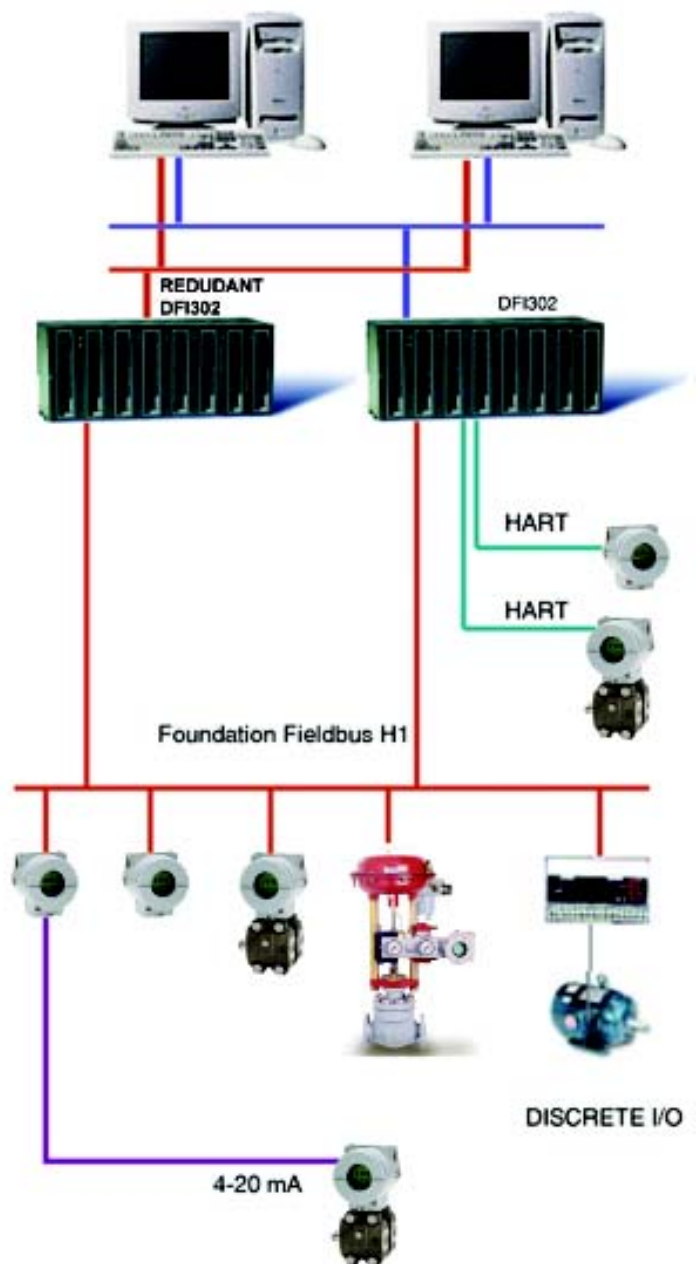 REDUDANT
DFI302
DFI302
HART
HART
Foundation Fieldbus H1
DISCRETE I/O
4-20 mA